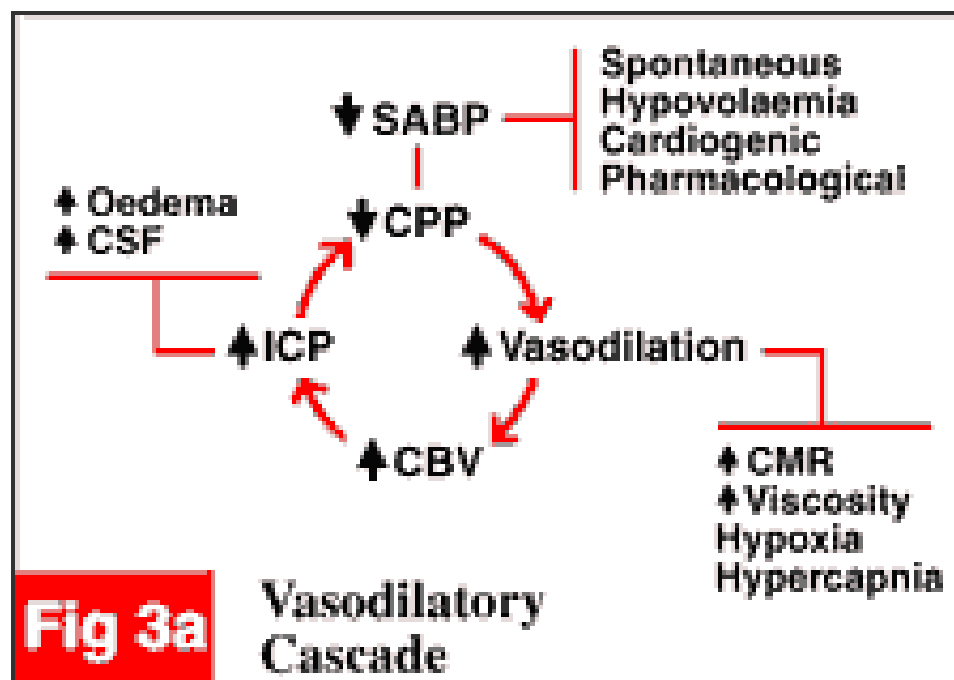 ↓ SABP
Spontaneous
Hypovolaemia
Cardiogenic
Pharmacological
↑ Oedema
↑ CSF
↓ CPP
↑ ICP
↑ Vasodilation
↑ CBV
↑ CMR
↑ Viscosity
Hypoxia
Hypercapnia
Fig 3a
Vasodilatory
Cascade